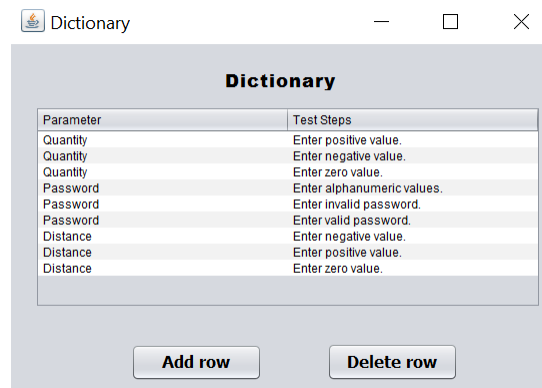 Dictionary
Dictionary
Parameter Test Steps
Quantity Enter positive value.
Quantity Enter negative value.
Quantity Enter zero value.
Password Enter alphanumeric values.
Password Enter invalid password.
Password Enter valid password.
Distance Enter negative value.
Distance Enter positive value.
Distance Enter zero value.
Add row Delete row